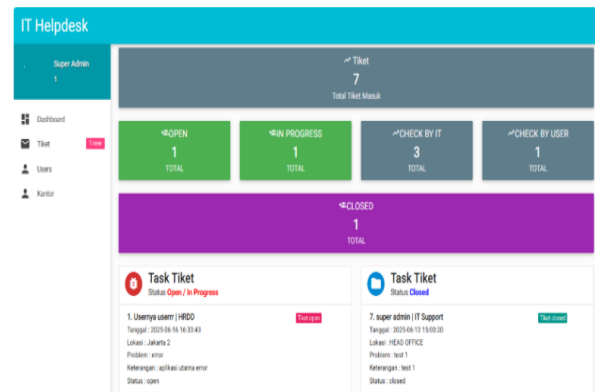 IT Helpdesk
Super Admin
1
Dashboard
Tiket
1 new
Users
Kantor
Tiket
7
Total Tiket Masuk
OPEN
1
TOTAL
IN PROGRESS
1
TOTAL
CHECK BY IT
3
TOTAL
CHECK BY USER
1
TOTAL
CLOSED
1
TOTAL
Task Tiket
Status Open / In Progress
1. Usernya userrr | HRDO
Tiket open
Tanggal : 2025-06-16 16:33:43
Lokasi : Jakarta 2
Problem : error
Keterangan : aplikasi utama error
Status : open
Task Tiket
Status Closed
7. super admin | IT Support
Tiket closed
Tanggal : 2025-06-13 15:00:20
Lokasi : HEAD OFFICE
Problem : test 1
Keterangan : test 1
Status : closed